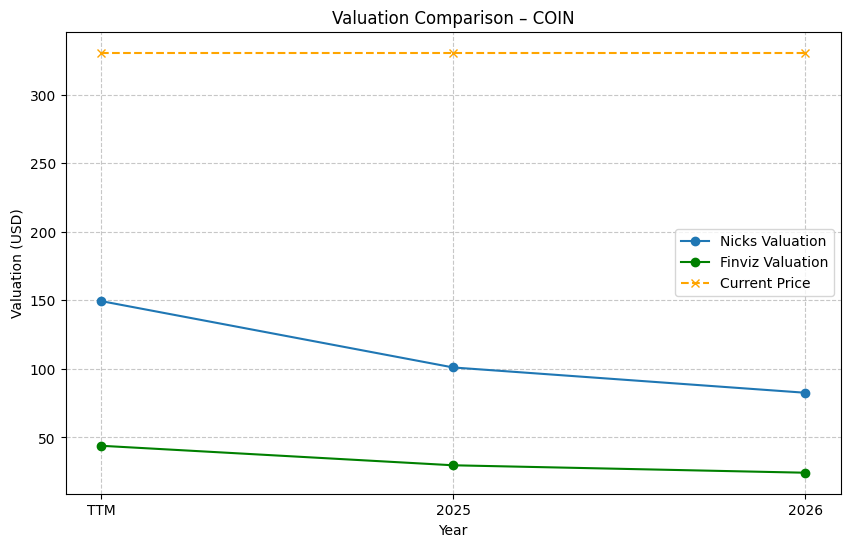 Valuation Comparison – COIN
Valuation (USD)
300
250
200
150
100
50
Nicks Valuation
Finviz Valuation
Current Price
TTM
2025
2026
Year